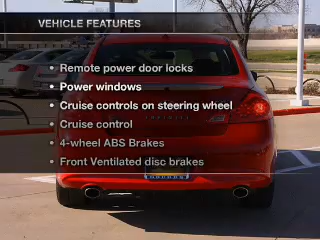 VEHICLE FEATURES
• Remote power door locks
• Power windows
• Cruise controls on steering wheel
• Cruise control
• 4-wheel ABS Brakes
• Front Ventilated disc brakes
INFINITI